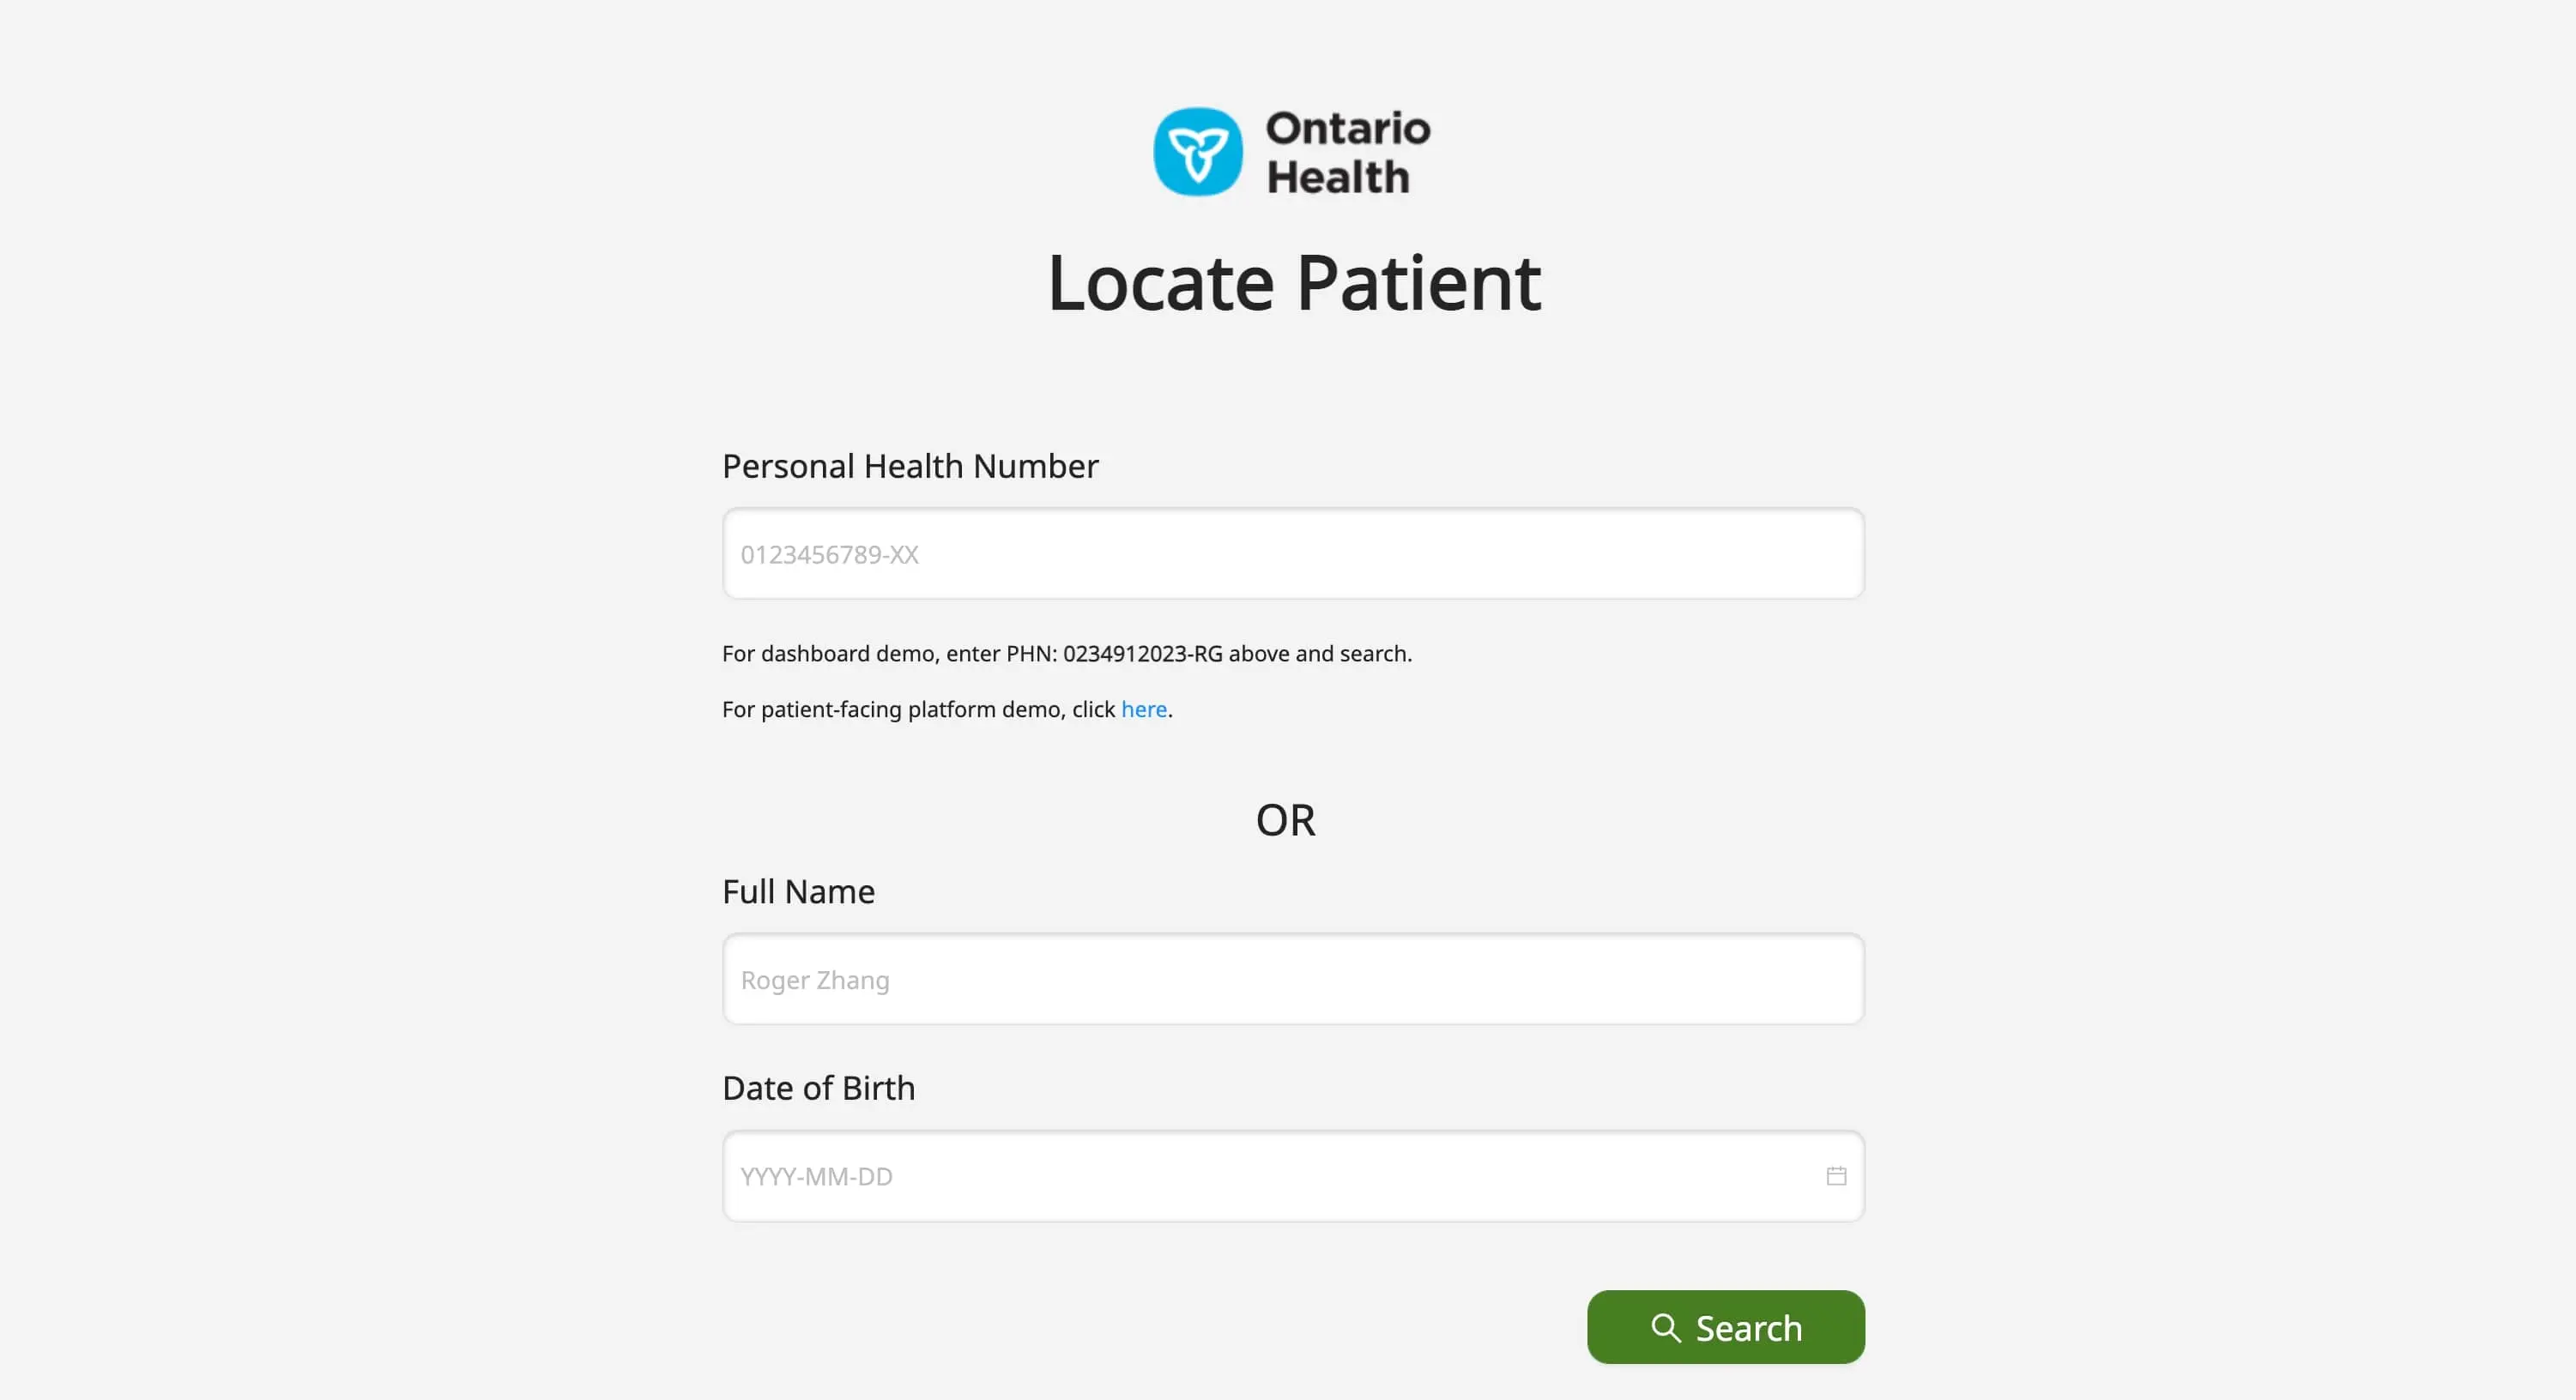 Ontario
Health
Locate Patient
Personal Health Number
0123456789-XX
For dashboard demo, enter PHN: 0234912023-RG above and search.
For patient-facing platform demo, click here.
OR
Full Name
Roger Zhang
Date of Birth
YYYY-MM-DD
Search